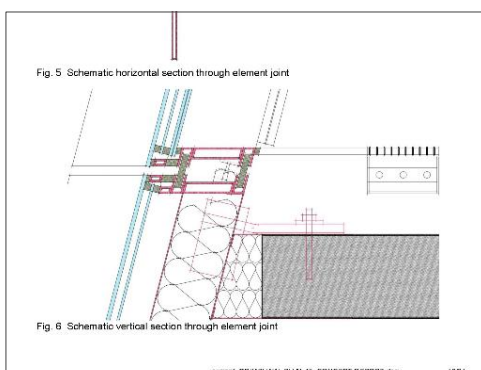 Fig. 5 Schematic horizontal section through element joint
Fig. 6 Schematic vertical section through element joint